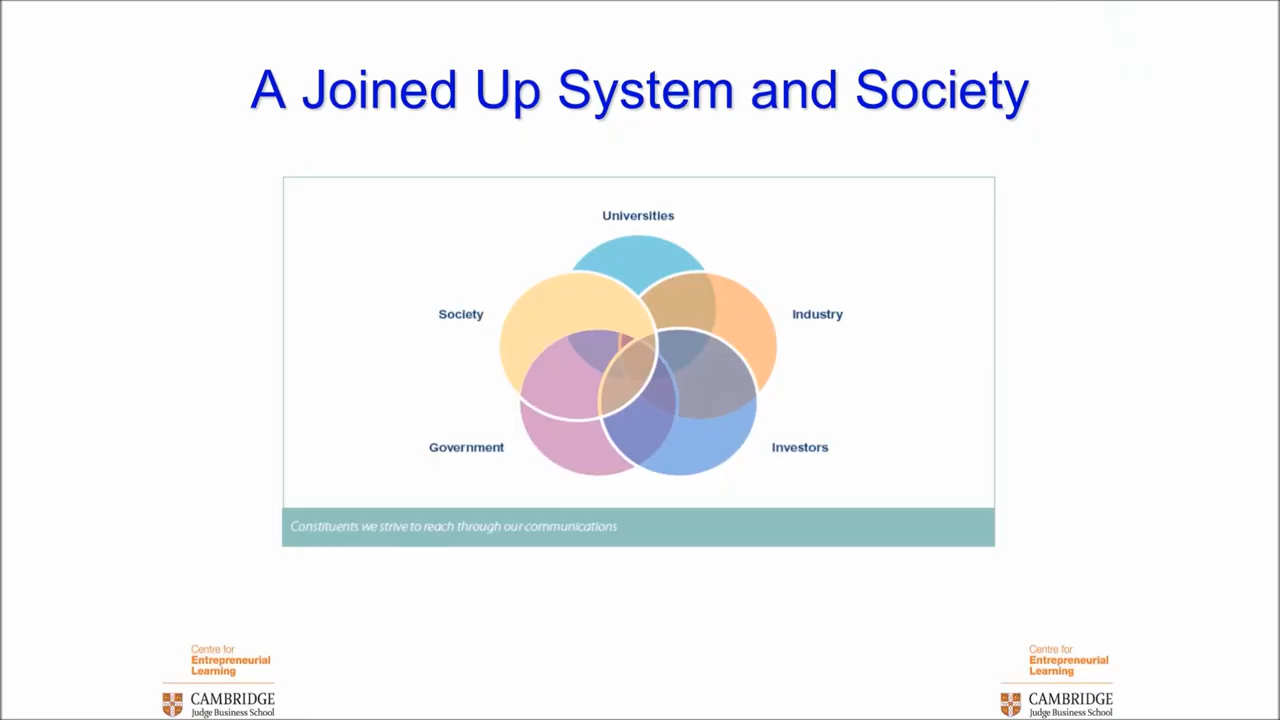 A Joined Up System and Society
Universities
Society
Industry
Government
Investors
Constituents we strive to reach through our communications
Centre for
Entrepreneurial
Learning
CAMBRIDGE
Judge Business School
Centre for
Entrepreneurial
Learning
CAMBRIDGE
Judge Business School